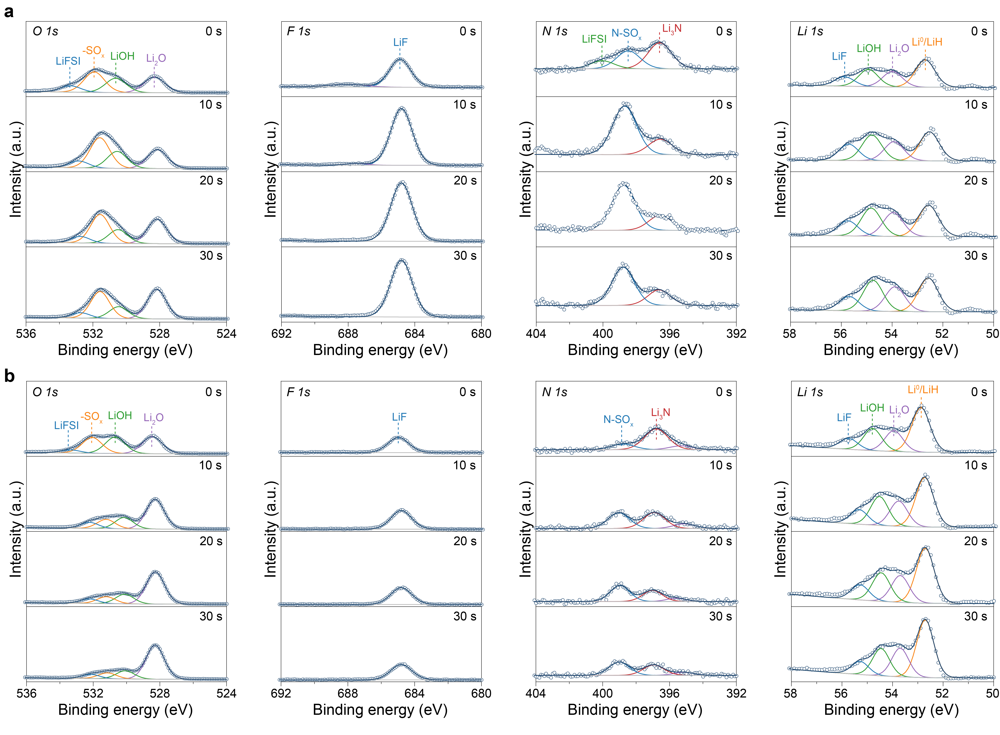 a
O 1s
0 s
LiFSI
-SOx
LiOH
Li2O
10 s
20 s
30 s
536
532
528
524
Binding energy (eV)
Intensity (a.u.)
F 1s
0 s
LiF
10 s
20 s
30 s
692
688
684
680
Binding energy (eV)
Intensity (a.u.)
N 1s
0 s
LiFSI
N-SOx
Li3N
10 s
20 s
30 s
404
400
396
392
Binding energy (eV)
Intensity (a.u.)
Li 1s
0 s
LiF
LiOH
Li2O
Li0/LiH
10 s
20 s
30 s
58
56
54
52
50
Binding energy (eV)
Intensity (a.u.)
b
O 1s
0 s
LiFSI
-SOx
LiOH
Li2O
10 s
20 s
30 s
536
532
528
524
Binding energy (eV)
Intensity (a.u.)
F 1s
0 s
LiF
10 s
20 s
30 s
692
688
684
680
Binding energy (eV)
Intensity (a.u.)
N 1s
0 s
N-SOx
Li3N
10 s
20 s
30 s
404
400
396
392
Binding energy (eV)
Intensity (a.u.)
Li 1s
0 s
LiF
LiOH
Li2O
Li0/LiH
10 s
20 s
30 s
58
56
54
52
50
Binding energy (eV)
Intensity (a.u.)